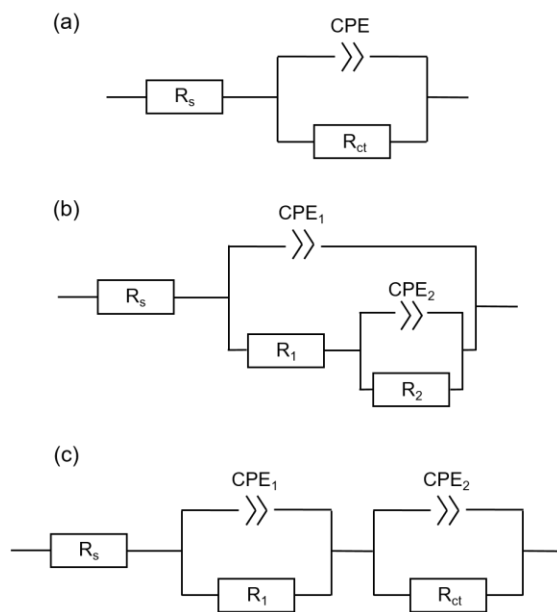 (a)
CPE
Rs
Rct
(b)
CPE1
CPE2
Rs
R1
R2
(c)
CPE1
CPE2
Rs
R1
Rct